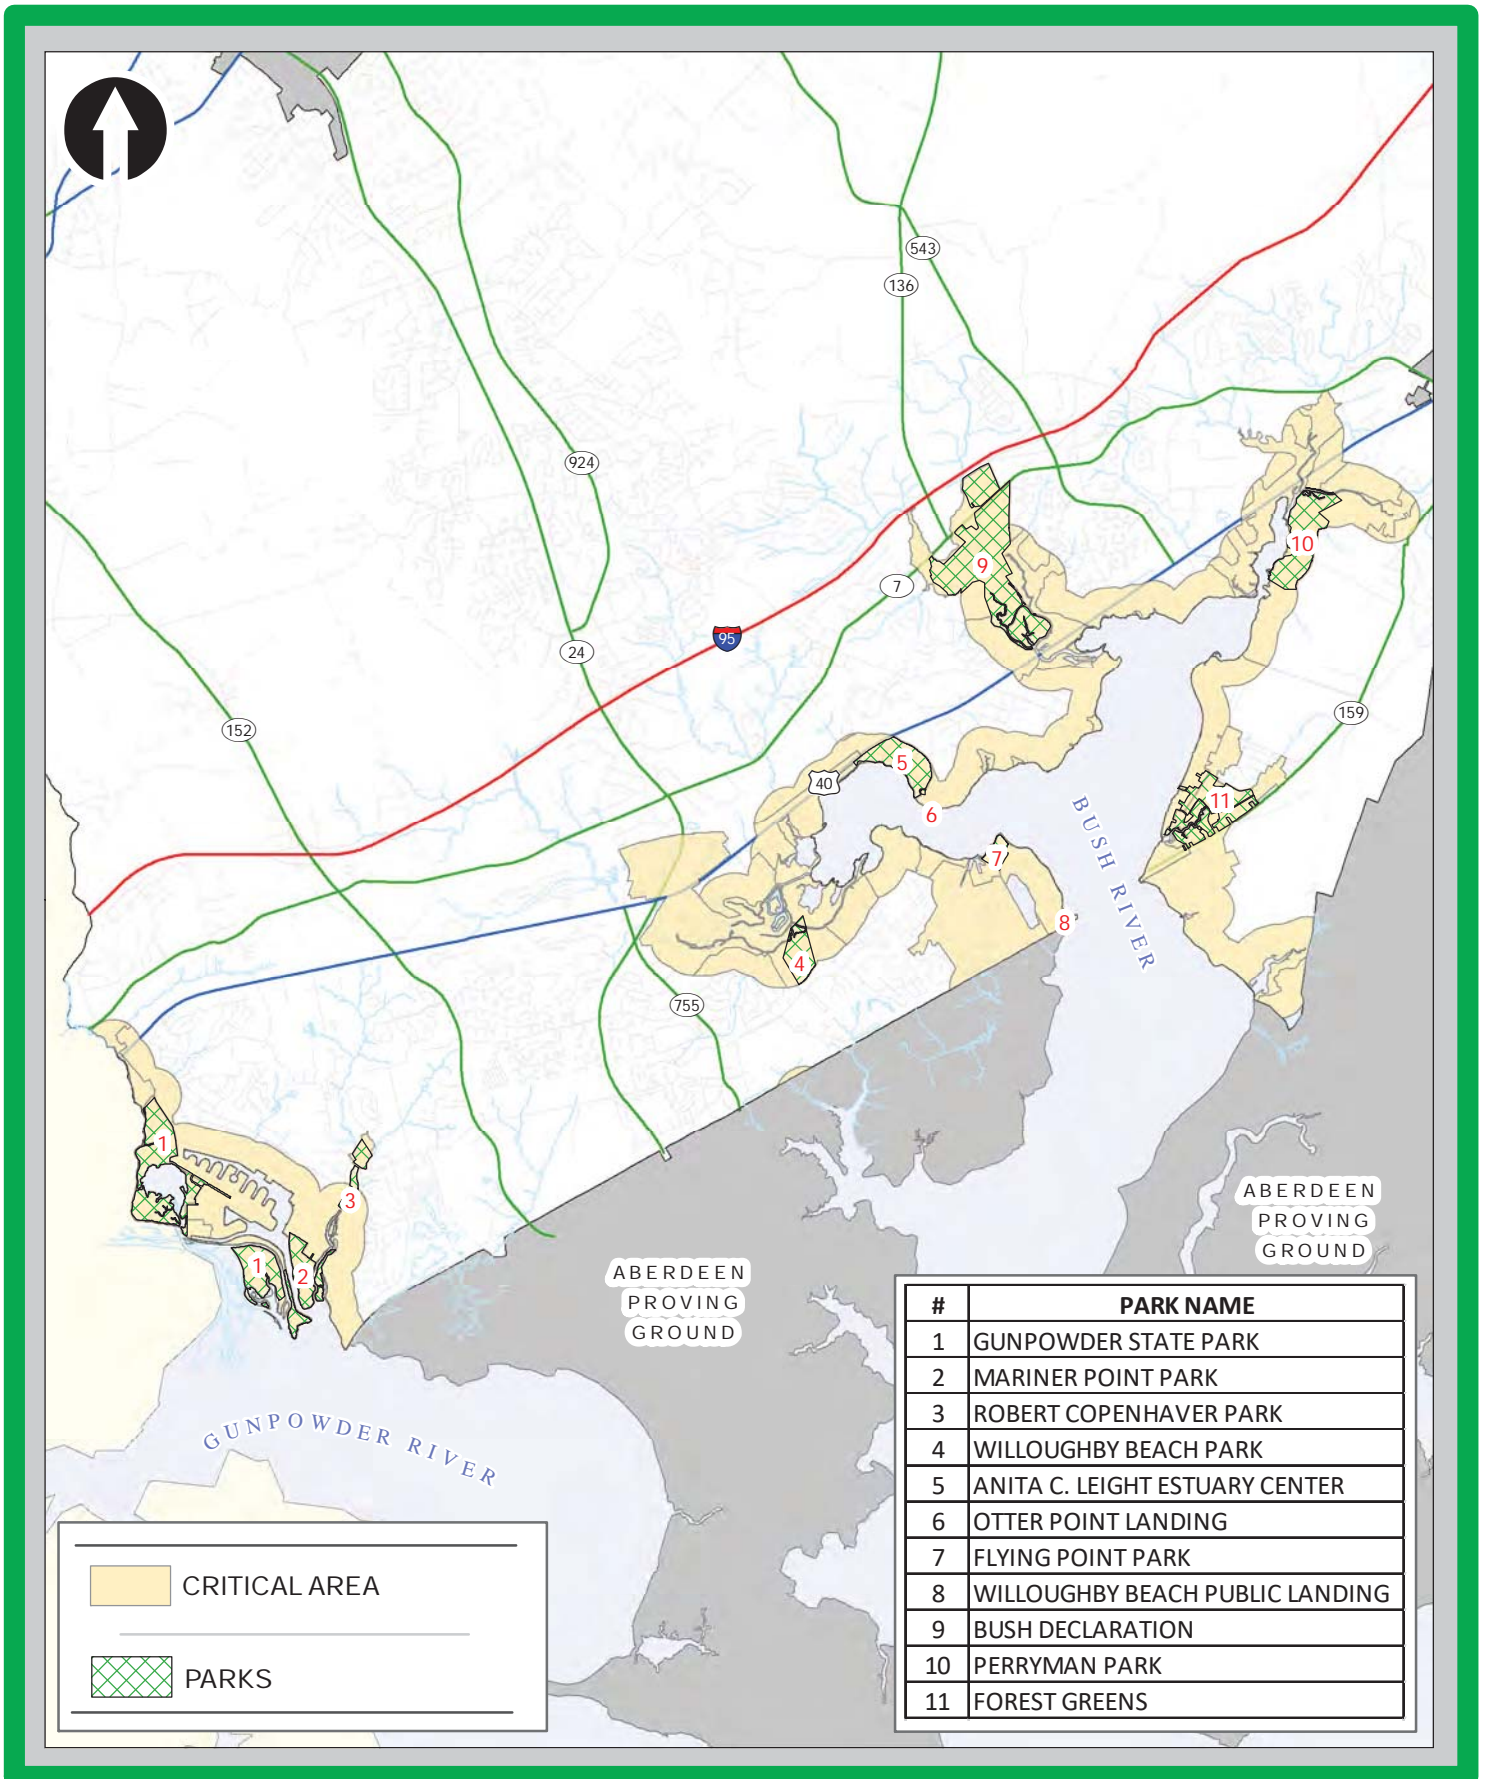 543
136
924
9
10
7
95
24
152
159
5
40
6
11
BUSH RIVER
7
8
4
755
1
3
ABERDEEN
PROVING
GROUND
1
2
ABERDEEN
PROVING
GROUND
GUNPOWDER RIVER
# PARK NAME
1 GUNPOWDER STATE PARK
2 MARINER POINT PARK
3 ROBERT COPENHAVER PARK
4 WILLOUGHBY BEACH PARK
5 ANITA C. LEIGHT ESTUARY CENTER
6 OTTER POINT LANDING
7 FLYING POINT PARK
8 WILLOUGHBY BEACH PUBLIC LANDING
9 BUSH DECLARATION
10 PERRYMAN PARK
11 FOREST GREENS
CRITICAL AREA
PARKS